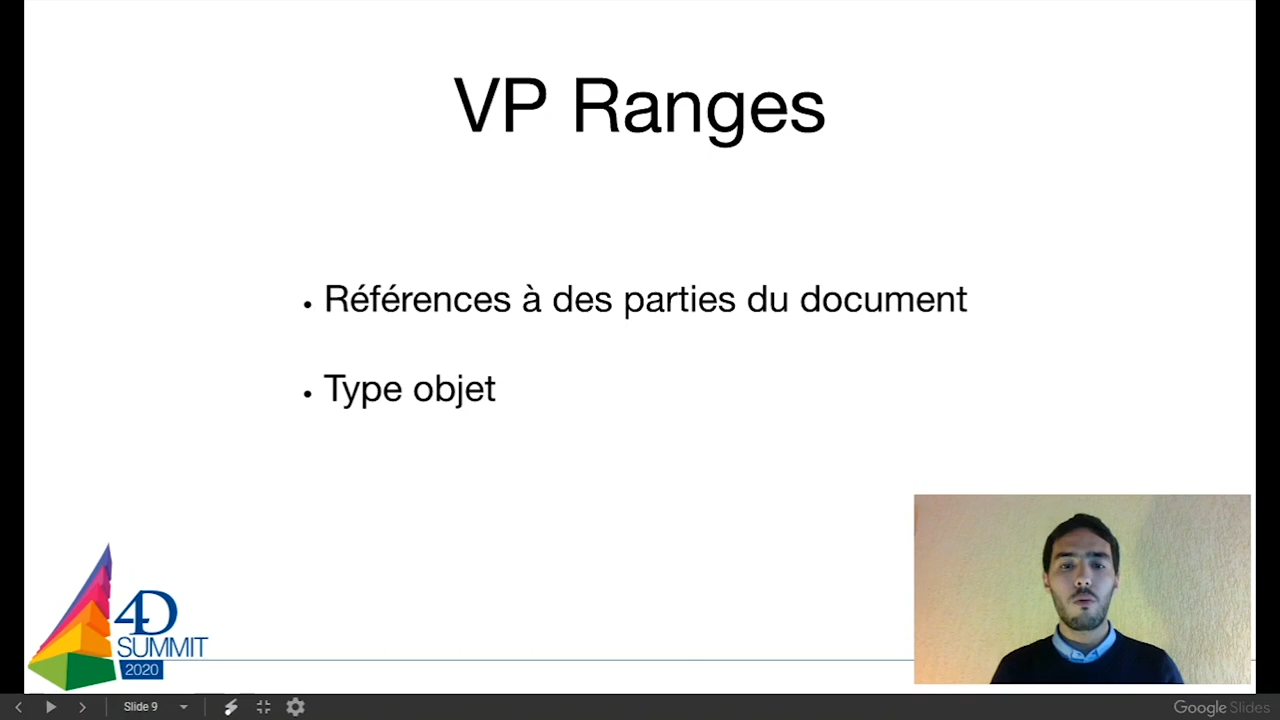 VP Ranges
• Références à des parties du document
• Type objet
4D
SUMMIT
2020
Slide 9
Google Slides